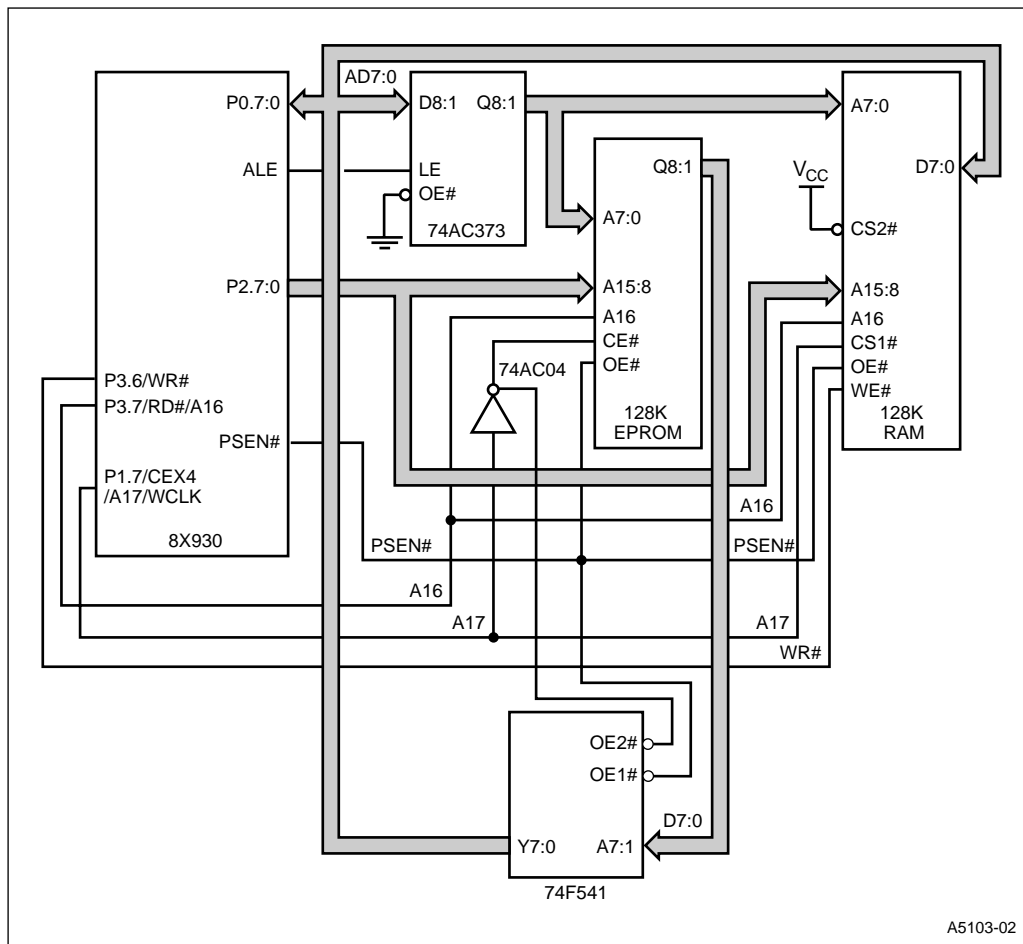 AD7:0
P0.7:0
D8:1
Q8:1
A7:0
Q8:1
D7:0
ALE
LE
VCC
OE#
A7:0
74AC373
CS2#
P2.7:0
A15:8
A15:8
A16
A16
CE#
CS1#
74AC04
OE#
OE#
P3.6/WR#
WE#
P3.7/RD#/A16
128K
EPROM
128K
RAM
PSEN#
P1.7/CEX4
/A17/WCLK
A16
8X930
PSEN#
PSEN#
A16
A17
A17
WR#
OE2#
OE1#
D7:0
Y7:0
A7:1
74F541
A5103-02